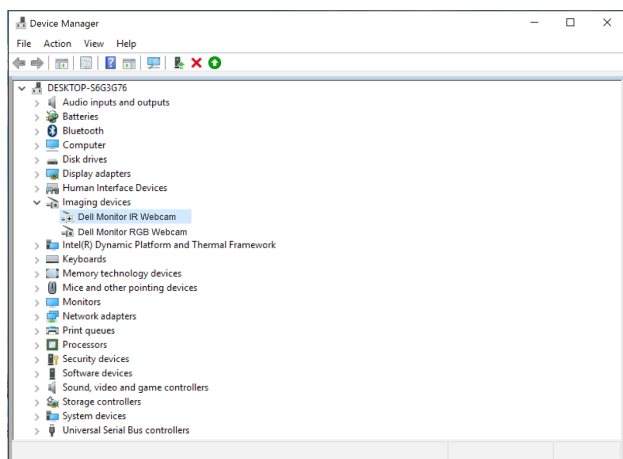 Device Manager
File Action View Help
DESKTOP-S6G3G76
Audio inputs and outputs
Batteries
Bluetooth
Computer
Disk drives
Display adapters
Human Interface Devices
Imaging devices
Dell Monitor IR Webcam
Dell Monitor RGB Webcam
Intel(R) Dynamic Platform and Thermal Framework
Keyboards
Memory technology devices
Mice and other pointing devices
Monitors
Network adapters
Print queues
Processors
Security devices
Software devices
Sound, video and game controllers
Storage controllers
System devices
Universal Serial Bus controllers